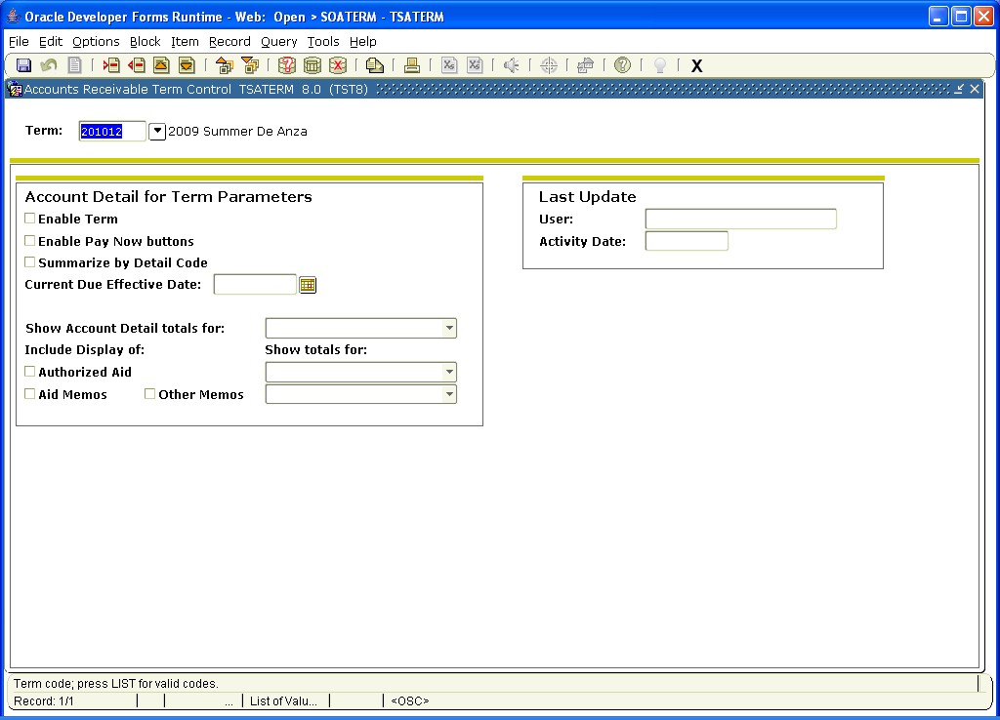 Oracle Developer Forms Runtime - Web: Open > SOATERM - TSATERM
File Edit Options Block Item Record Query Tools Help
X
Accounts Receivable Term Control TSATERM 8.0 (TST8)
Term: 201012 2009 Summer De Anza
Account Detail for Term Parameters
Enable Term
Enable Pay Now buttons
Summarize by Detail Code
Current Due Effective Date:
Show Account Detail totals for:
Include Display of: Show totals for:
Authorized Aid
Aid Memos Other Memos
Last Update
User:
Activity Date:
Term code; press LIST for valid codes.
Record: 1/1 ... List of Valu... <OSC>